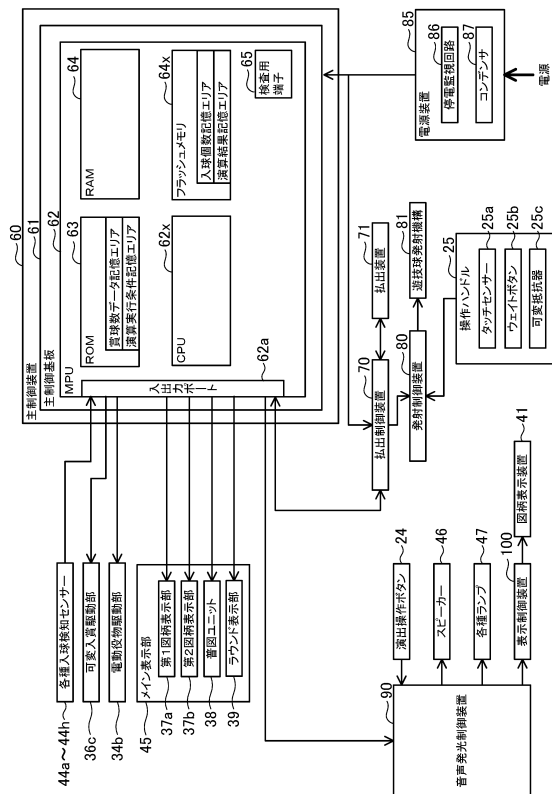 60
主制御装置
61
主制御基板
62
MPU
63
ROM
賞球数データ記憶エリア
演算実行条件記憶エリア
64
RAM
62x
CPU
64x
フラッシュメモリ
入球個数記憶エリア
演算結果記憶エリア
65
検査用
端子
62a
入出力ポート
44a～44h
各種入球検知センサー
36c
可変入賞駆動部
34b
電動役物駆動部
45
メイン表示部
37a
第1図柄表示部
37b
第2図柄表示部
38
普図ユニット
39
ラウンド表示部
70
払出制御装置
71
払出装置
80
発射制御装置
81
遊技球発射機構
85
電源装置
86
停電監視回路
87
コンデンサ
電源
25
操作ハンドル
25a
タッチセンサー
25b
ウェイトボタン
25c
可変抵抗器
90
音声発光制御装置
24
演出操作ボタン
46
スピーカー
47
各種ランプ
100
表示制御装置
41
図柄表示装置